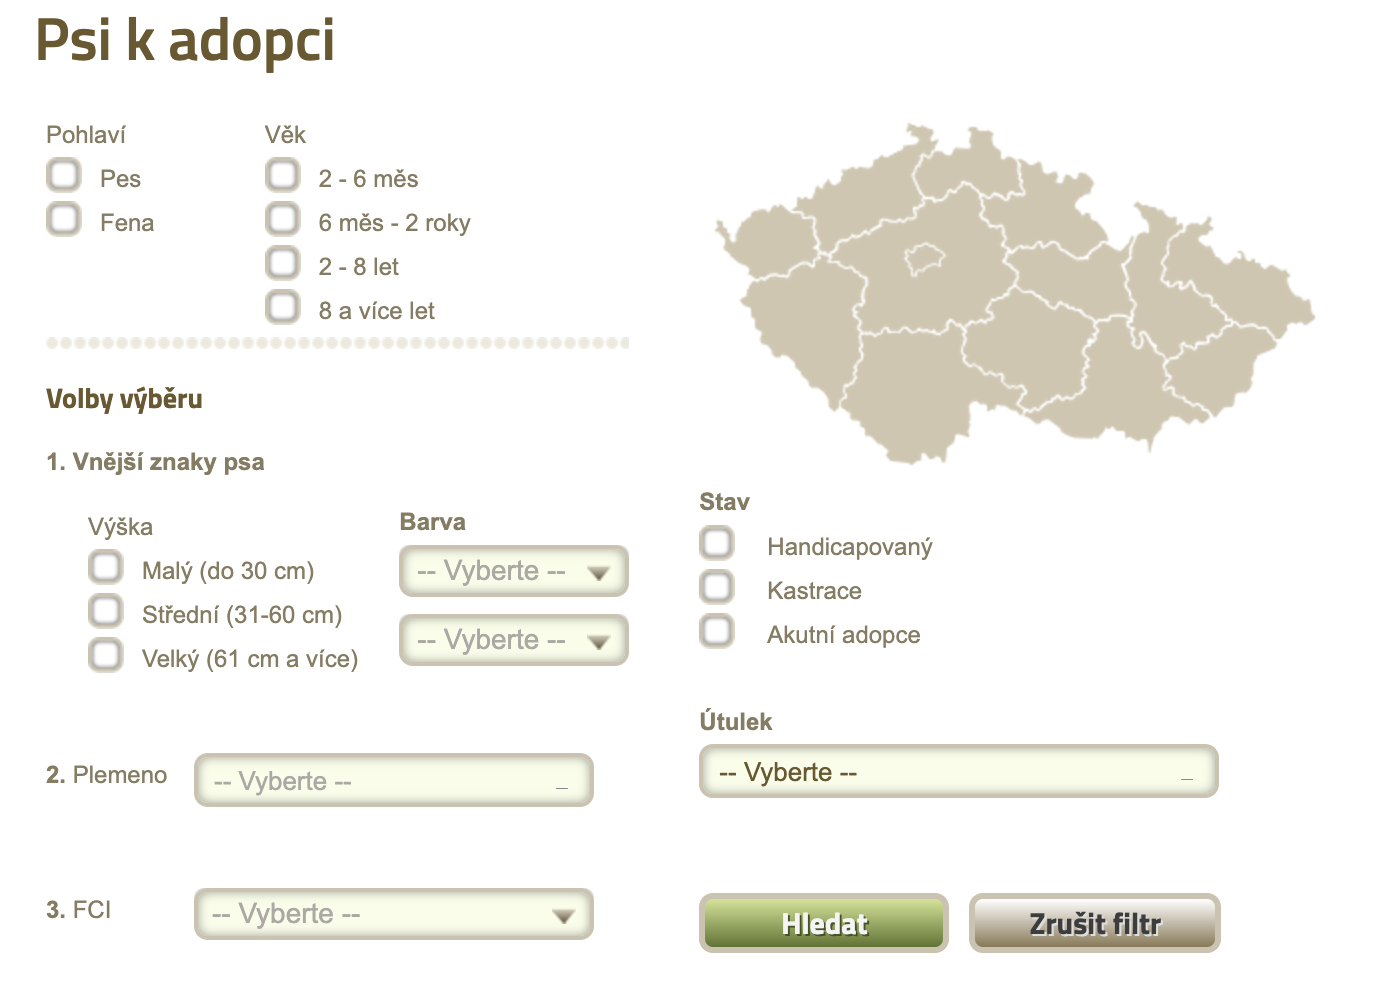 Psi k adopci
Pohlaví
Pes
Fena
Věk
2 - 6 měs
6 měs - 2 roky
2 - 8 let
8 a více let
Volby výběru
1. Vnější znaky psa
Výška
Malý (do 30 cm)
Střední (31-60 cm)
Velký (61 cm a více)
Barva
-- Vyberte --
-- Vyberte --
2. Plemeno
-- Vyberte --
3. FCI
-- Vyberte --
Stav
Handicapovaný
Kastrace
Akutní adopce
Útulek
-- Vyberte --
Hledat
Zrušit filtr